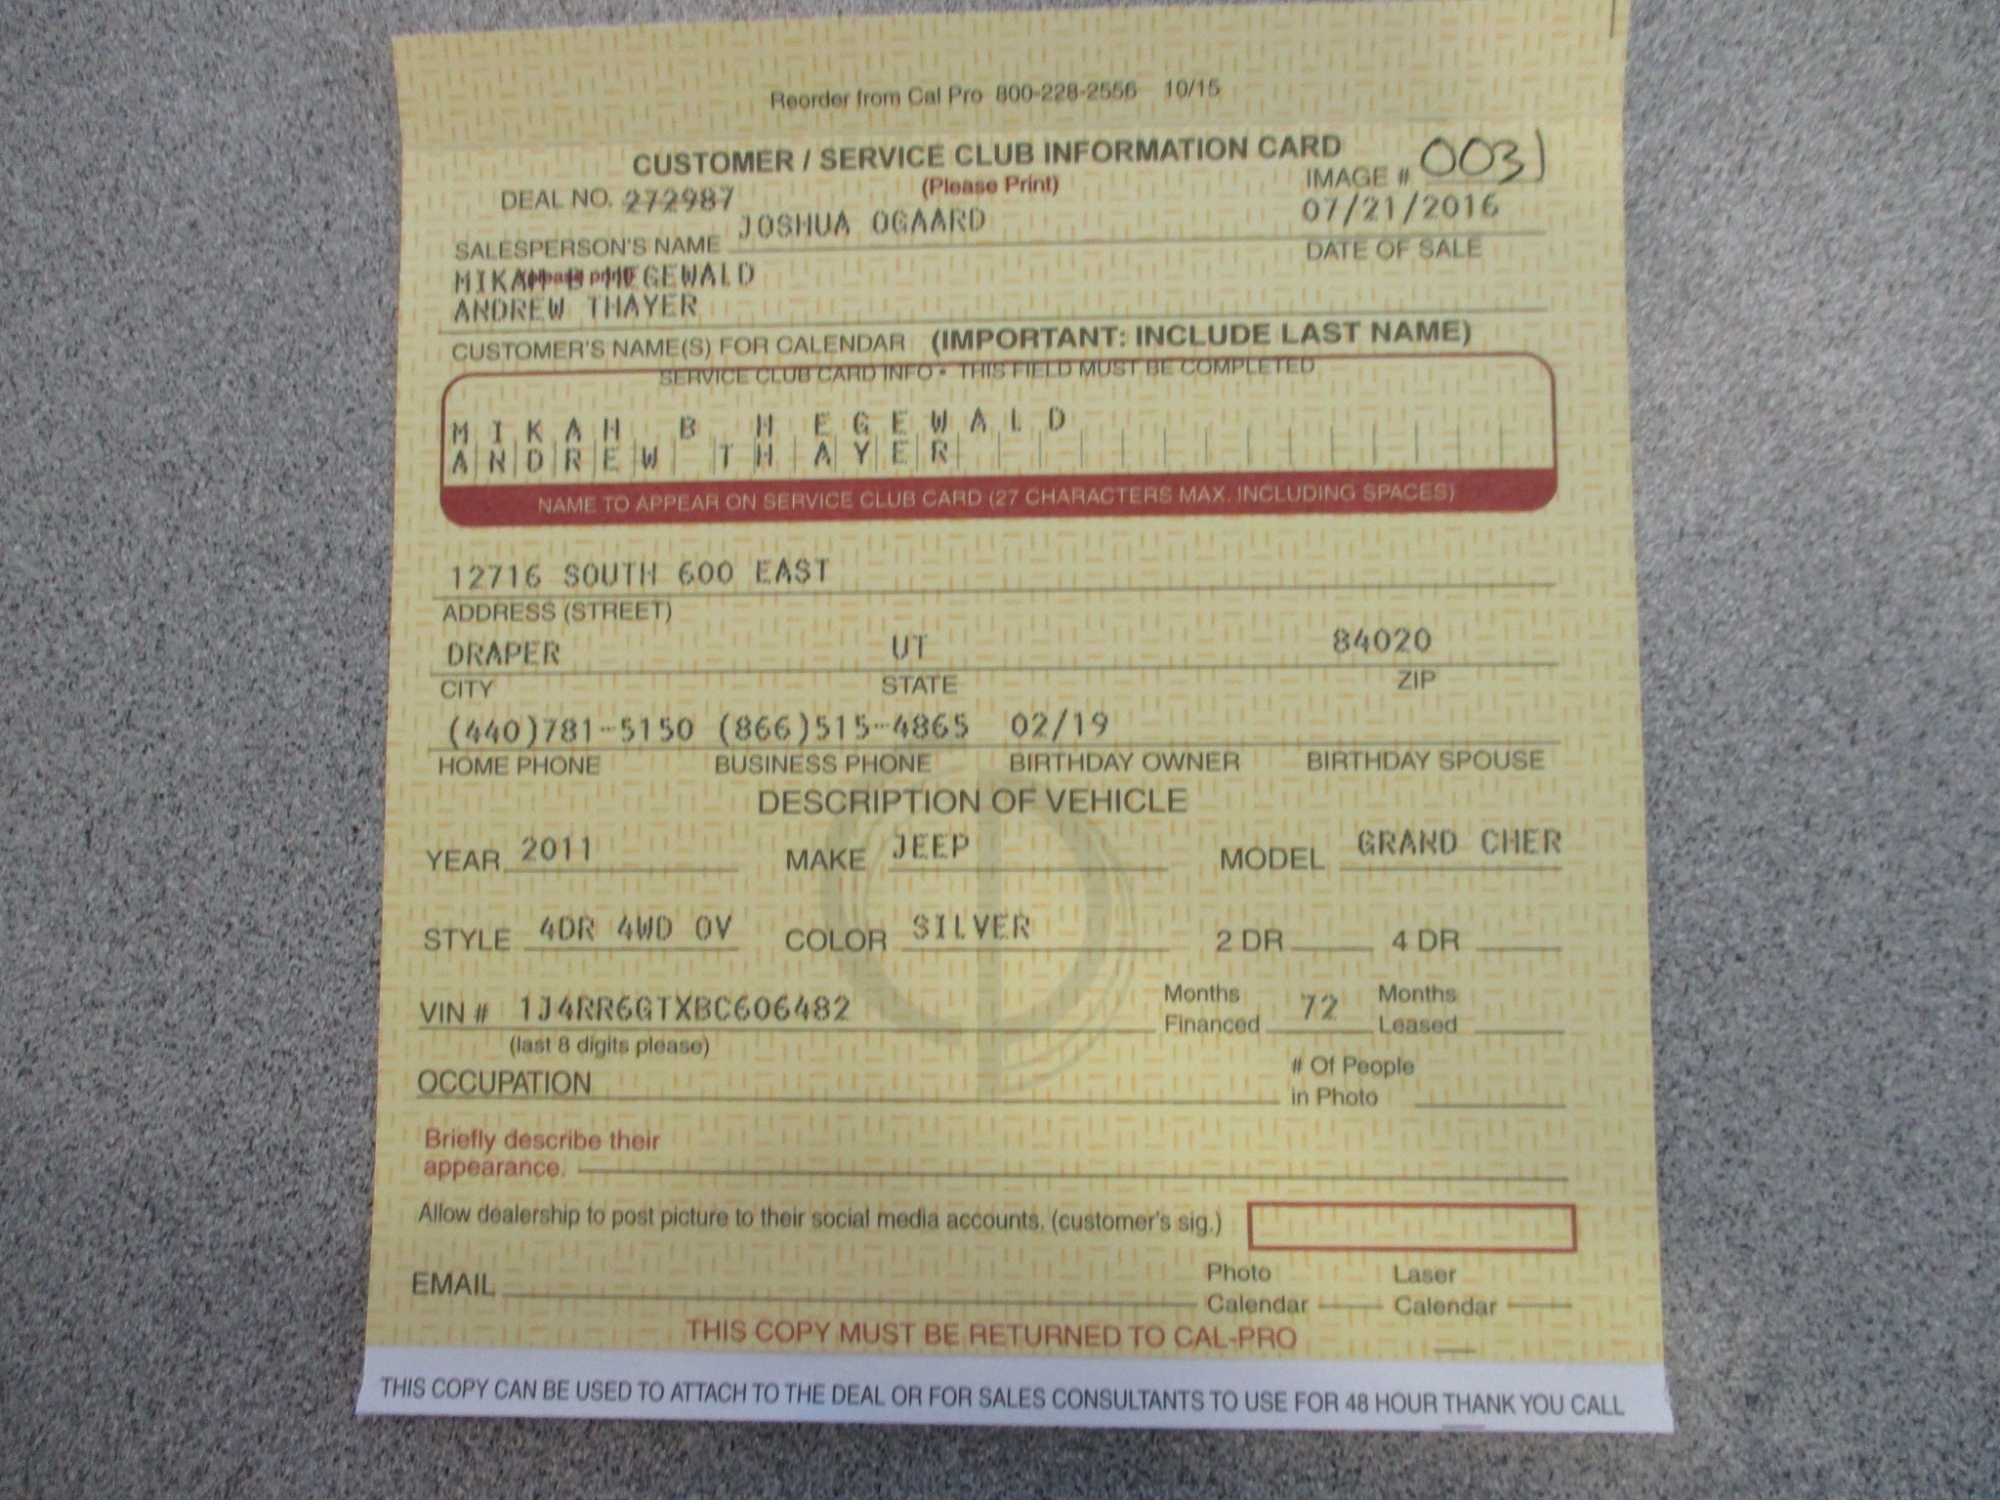 Reorder from Cal Pro 800-228-2556 10/15
CUSTOMER / SERVICE CLUB INFORMATION CARD
(Please Print)
IMAGE # 0031
DEAL NO. 272987
JOSHUA OGAARD
07/21/2016
SALESPERSON'S NAME
DATE OF SALE
(please print)
MIKAH B HEGEWALD
ANDREW THAYER
CUSTOMER'S NAME(S) FOR CALENDAR (IMPORTANT: INCLUDE LAST NAME)
SERVICE CLUB CARD INFO • THIS FIELD MUST BE COMPLETED
MIKAH B HEGEWALD
ANDREW THAYER
NAME TO APPEAR ON SERVICE CLUB CARD (27 CHARACTERS MAX. INCLUDING SPACES)
12716 SOUTH 600 EAST
ADDRESS (STREET)
DRAPER UT 84020
CITY STATE ZIP
(440)781-5150 (866)515-4865 02/19
HOME PHONE BUSINESS PHONE BIRTHDAY OWNER BIRTHDAY SPOUSE
DESCRIPTION OF VEHICLE
YEAR 2011 MAKE JEEP MODEL GRAND CHER
STYLE 4DR 4WD OV COLOR SILVER 2 DR 4 DR
VIN # 1J4RR6GTXBC606482 Months Financed 72 Months Leased
(last 8 digits please)
OCCUPATION # Of People in Photo
Briefly describe their
appearance.
Allow dealership to post picture to their social media accounts. (customer's sig.)
EMAIL Photo Calendar Laser Calendar
THIS COPY MUST BE RETURNED TO CAL-PRO
THIS COPY CAN BE USED TO ATTACH TO THE DEAL OR FOR SALES CONSULTANTS TO USE FOR 48 HOUR THANK YOU CALL